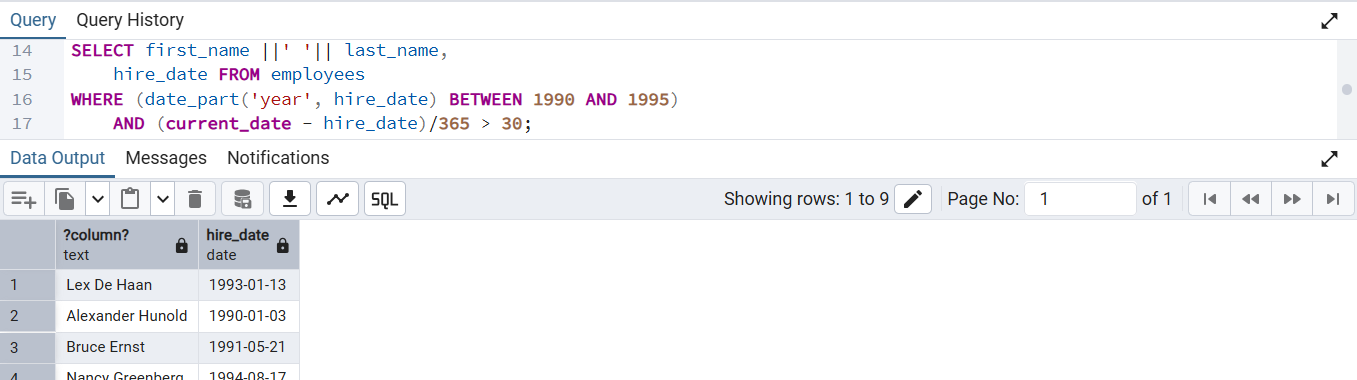 Query Query History
14 SELECT first_name ||' '|| last_name,
15 hire_date FROM employees
16 WHERE (date_part('year', hire_date) BETWEEN 1990 AND 1995)
17 AND (current_date - hire_date)/365 > 30;
Data Output Messages Notifications
SQL Showing rows: 1 to 9 Page No: 1 of 1
?column? hire_date
text date
1 Lex De Haan 1993-01-13
2 Alexander Hunold 1990-01-03
3 Bruce Ernst 1991-05-21
4 Nancy Greenberg 1994-08-17